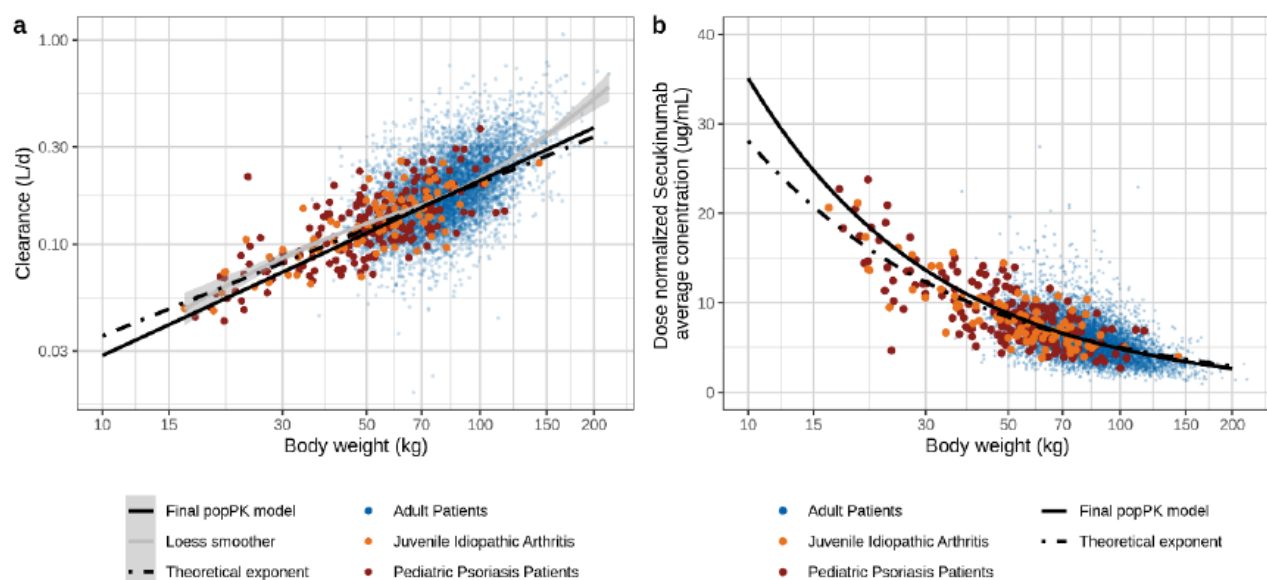 a
Clearance (L/d)
1.00
0.30
0.10
0.03
10 15 30 50 70 100 150 200
Body weight (kg)
Final popPK model
Loess smoother
Theoretical exponent
Adult Patients
Juvenile Idiopathic Arthritis
Pediatric Psoriasis Patients
b
Dose normalized Secukinumab
average conentration (ug/mL)
40
30
20
10
0
10 15 30 50 70 100 150 200
Body weight (kg)
Adult Patients
Juvenile Idiopathic Arthritis
Pediatric Psoriasis Patients
Final popPK model
Theoretical exponent